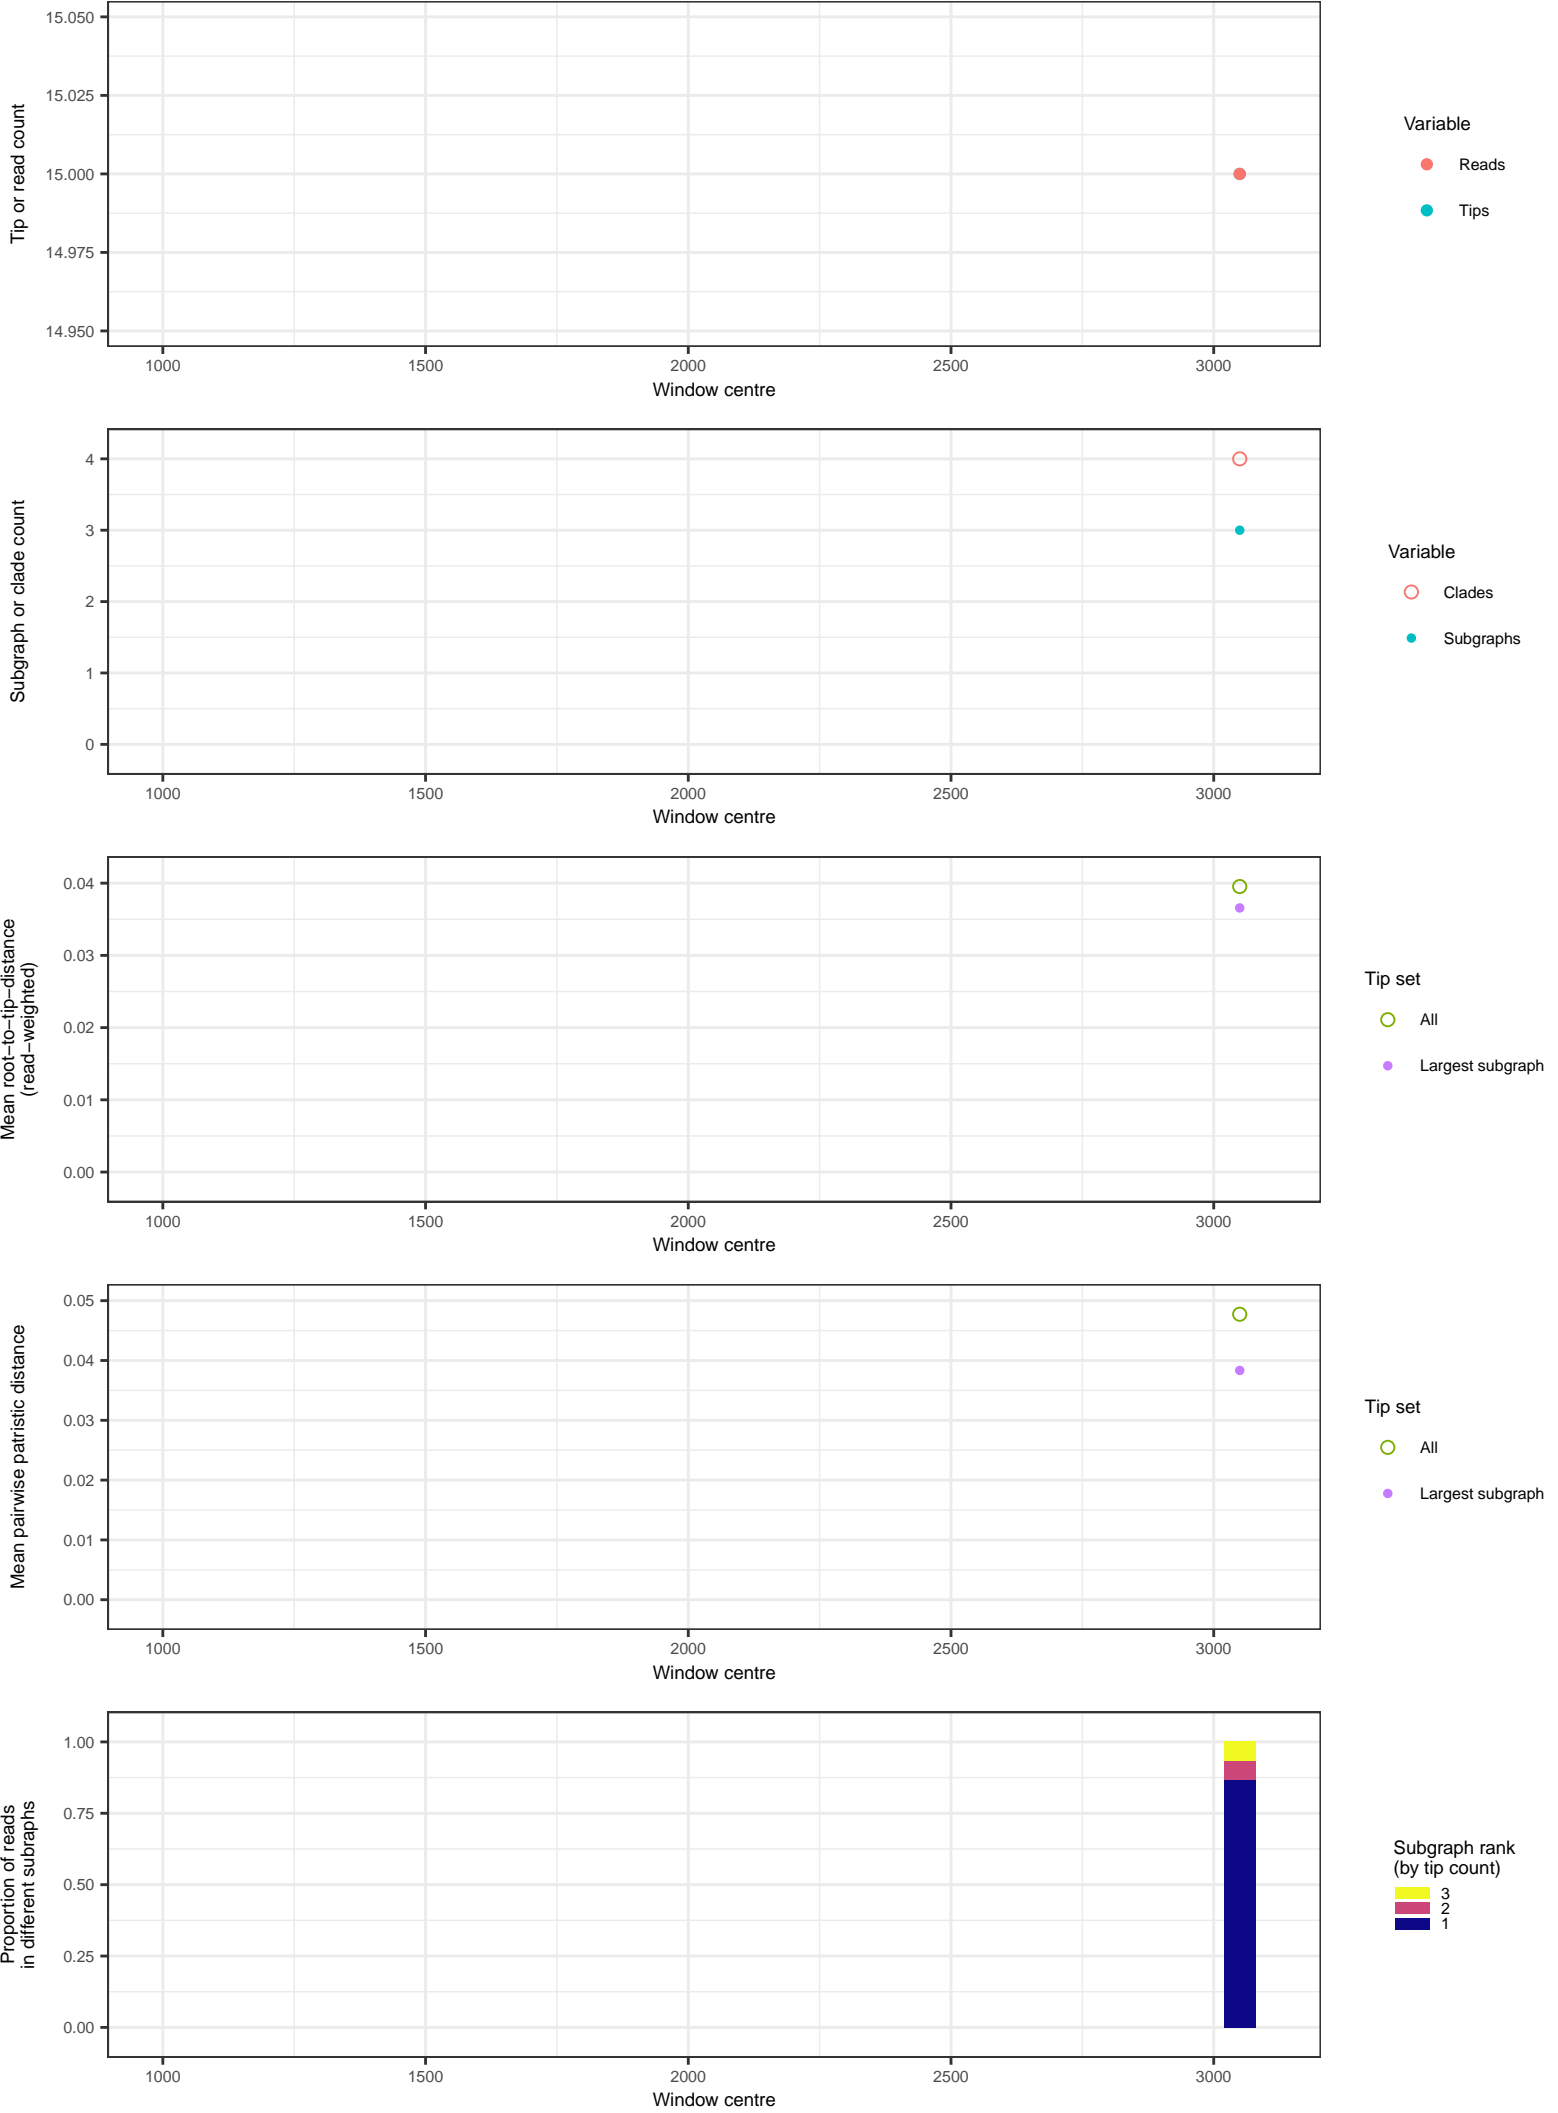 15.050
15.025
15.000
14.975
14.950
Tip or read count
1000 1500 2000 2500 3000
Window centre
Variable
Reads
Tips
4
3
2
1
0
Subgraph or clade count
1000 1500 2000 2500 3000
Window centre
Variable
Clades
Subgraphs
0.04
0.03
0.02
0.01
0.00
Mean root−to−tip−distance
(read−weighted)
1000 1500 2000 2500 3000
Window centre
Tip set
All
Largest subgraph
0.05
0.04
0.03
0.02
0.01
0.00
Mean pairwise patristic distance
1000 1500 2000 2500 3000
Window centre
Tip set
All
Largest subgraph
1.00
0.75
0.50
0.25
0.00
Proportion of reads
in different subraphs
1000 1500 2000 2500 3000
Window centre
Subgraph rank
(by tip count)
3
2
1